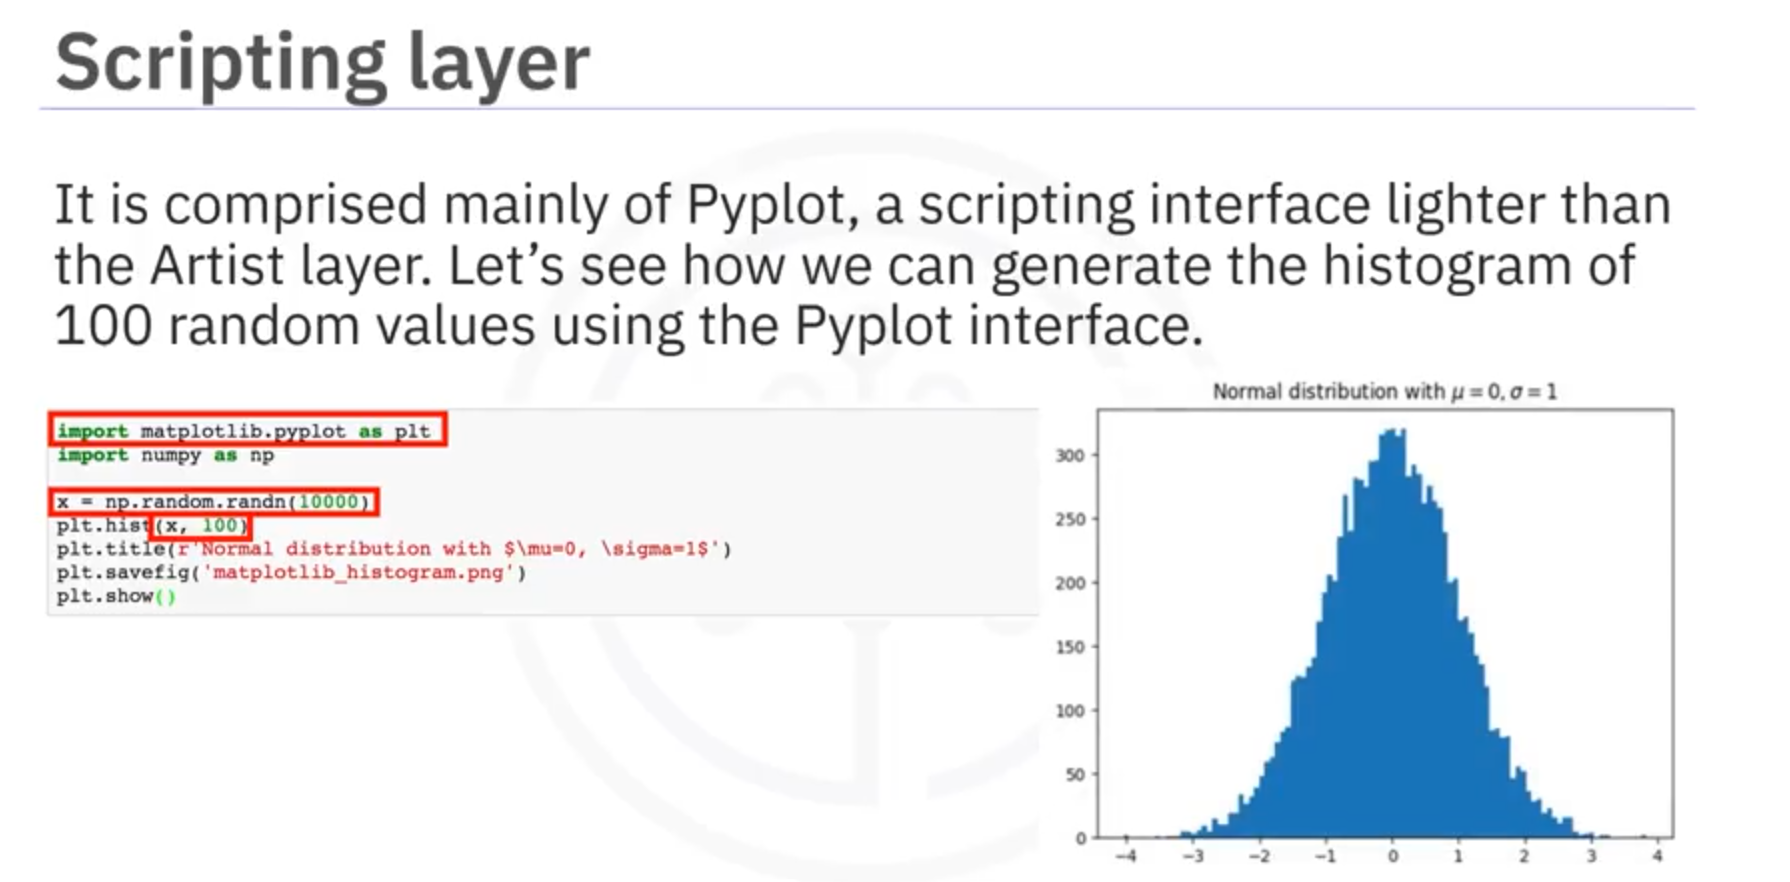 Scripting layer
It is comprised mainly of Pyplot, a scripting interface lighter than
the Artist layer. Let’s see how we can generate the histogram of
100 random values using the Pyplot interface.
import matplotlib.pyplot as plt
import numpy as np
x = np.random.randn(10000)
plt.hist(x, 100)
plt.title(r'Normal distribution with $\mu=0, \sigma=1$')
plt.savefig('matplotlib_histogram.png')
plt.show()
Normal distribution with μ = 0, σ = 1
300
250
200
150
100
50
0
−4 −3 −2 −1 0 1 2 3 4